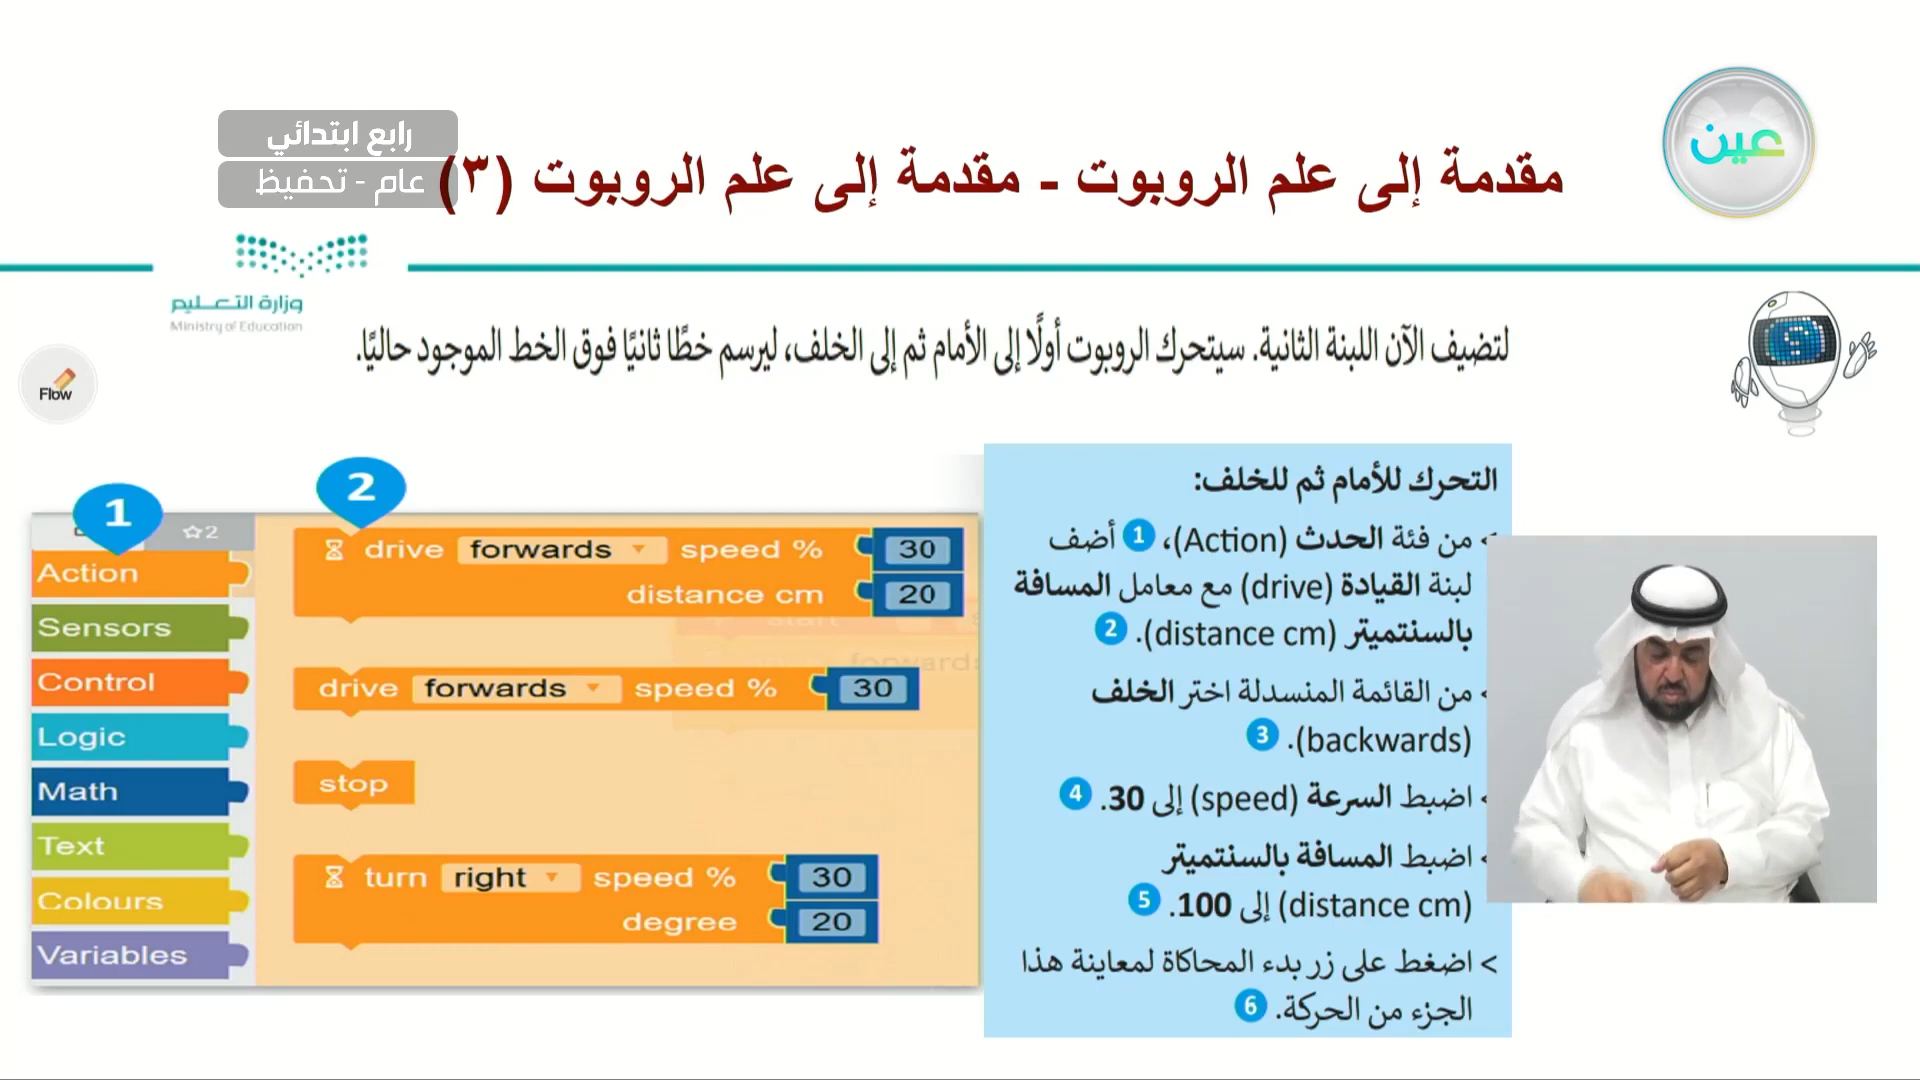 عين
رابع ابتدائي
عام - تحفيظ
مقدمة إلى علم الروبوت - مقدمة إلى علم الروبوت (٣)
وزارة التعليم
Ministry of Education
Flow
لتضيف الآن اللبنة الثانية. سيتحرك الروبوت أولًا إلى الأمام ثم إلى الخلف، ليرسم خطًا ثانيًا فوق الخط الموجود حاليًا.
التحرك للأمام ثم للخلف:
> من فئة الحدث (Action)، 1 أضف
لبنة القيادة (drive) مع معامل المسافة
بالسنتميتر (distance cm). 2
> من القائمة المنسدلة اختر الخلف
(backwards). 3
> اضبط السرعة (speed) إلى 30. 4
> اضبط المسافة بالسنتميتر
(distance cm) إلى 100. 5
> اضغط على زر بدء المحاكاة لمعاينة هذا
الجزء من الحركة. 6
1
2
☆2
Action
Sensors
Control
Logic
Math
Text
Colours
Variables
drive forwards speed % 30
distance cm 20
drive forwards speed % 30
stop
turn right speed % 30
degree 20
start
forwards